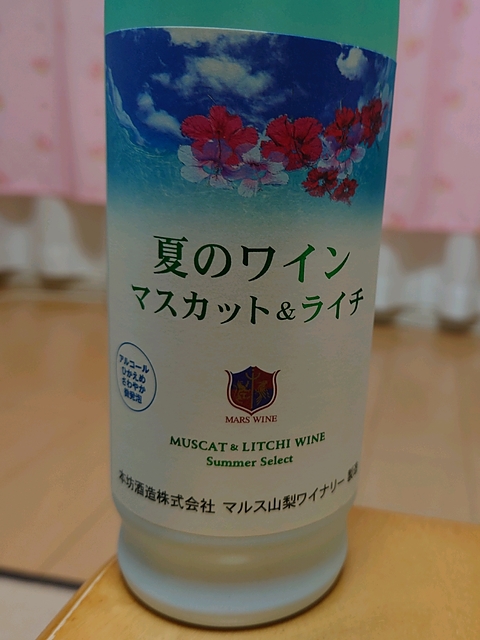 夏のワイン
マスカット&ライチ
アルコール
ひかえめ
さわやか
微発泡
MARS WINE
MUSCAT & LITCHI WINE
Summer Select
本坊酒造株式会社 マルス山梨ワイナリー 製造